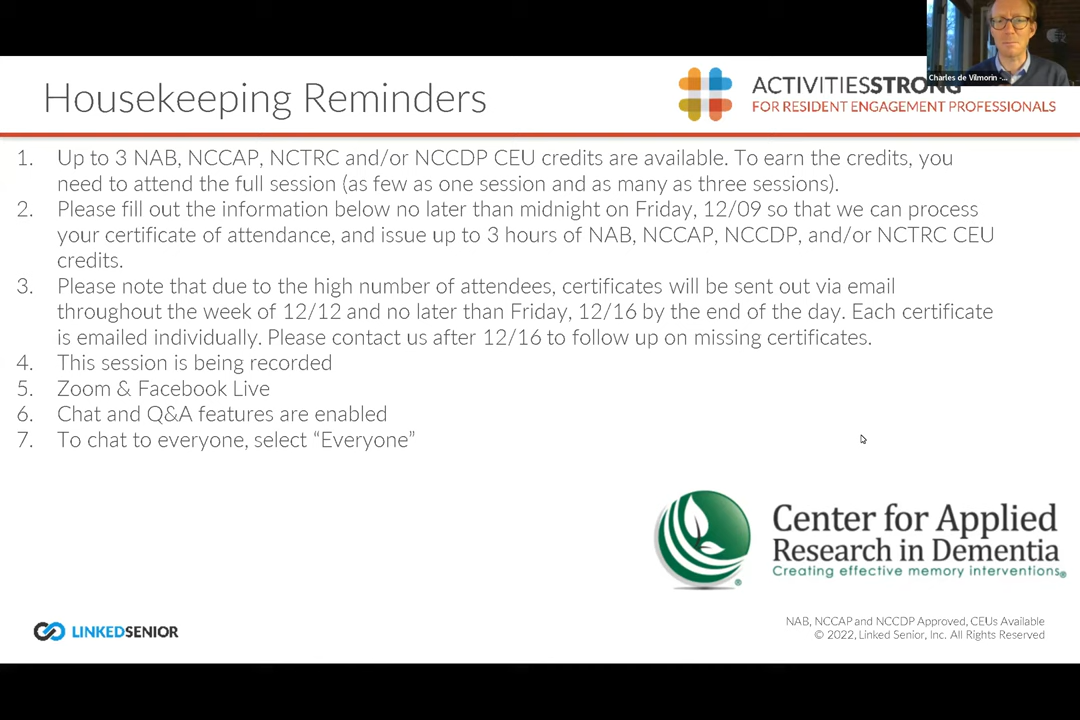 Charles de Vilmorin -...
Housekeeping Reminders
ACTIVITIESSTRONG
FOR RESIDENT ENGAGEMENT PROFESSIONALS
1. Up to 3 NAB, NCCAP, NCTRC and/or NCCDP CEU credits are available. To earn the credits, you
need to attend the full session (as few as one session and as many as three sessions).
2. Please fill out the information below no later than midnight on Friday, 12/09 so that we can process
your certificate of attendance, and issue up to 3 hours of NAB, NCCAP, NCCDP, and/or NCTRC CEU
credits.
3. Please note that due to the high number of attendees, certificates will be sent out via email
throughout the week of 12/12 and no later than Friday, 12/16 by the end of the day. Each certificate
is emailed individually. Please contact us after 12/16 to follow up on missing certificates.
4. This session is being recorded
5. Zoom & Facebook Live
6. Chat and Q&A features are enabled
7. To chat to everyone, select “Everyone”
Center for Applied
Research in Dementia
Creating effective memory interventions®
LINKEDSENIOR
NAB, NCCAP and NCCDP Approved, CEUs Available
© 2022, Linked Senior, Inc. All Rights Reserved